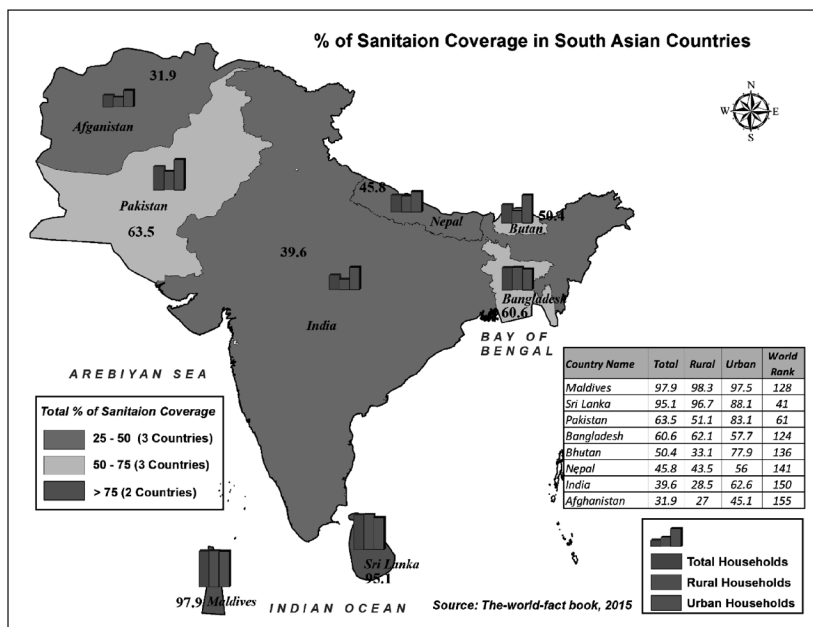 % of Sanitaion Coverage in South Asian Countries
N
W
E
S
31.9
Afganistan
Pakistan
63.5
45.8
Nepal
50.4
Butan
39.6
India
Bangladesh
60.6
BAY OF
BENGAL
AREBIYAN SEA
Total % of Sanitaion Coverage
25 - 50 (3 Countries)
50 - 75 (3 Countries)
> 75 (2 Countries)
Country Name Total Rural Urban World Rank
Maldives 97.9 98.3 97.5 128
Sri Lanka 95.1 96.7 88.1 41
Pakistan 63.5 51.1 83.1 61
Bangladesh 60.6 62.1 57.7 124
Bhutan 50.4 33.1 77.9 136
Nepal 45.8 43.5 56 141
India 39.6 28.5 62.6 150
Afghanistan 31.9 27 45.1 155
Total Households
Rural Households
Urban Households
Sri Lanka
95.1
97.9 Maldives
INDIAN OCEAN
Source: The-world-fact book, 2015